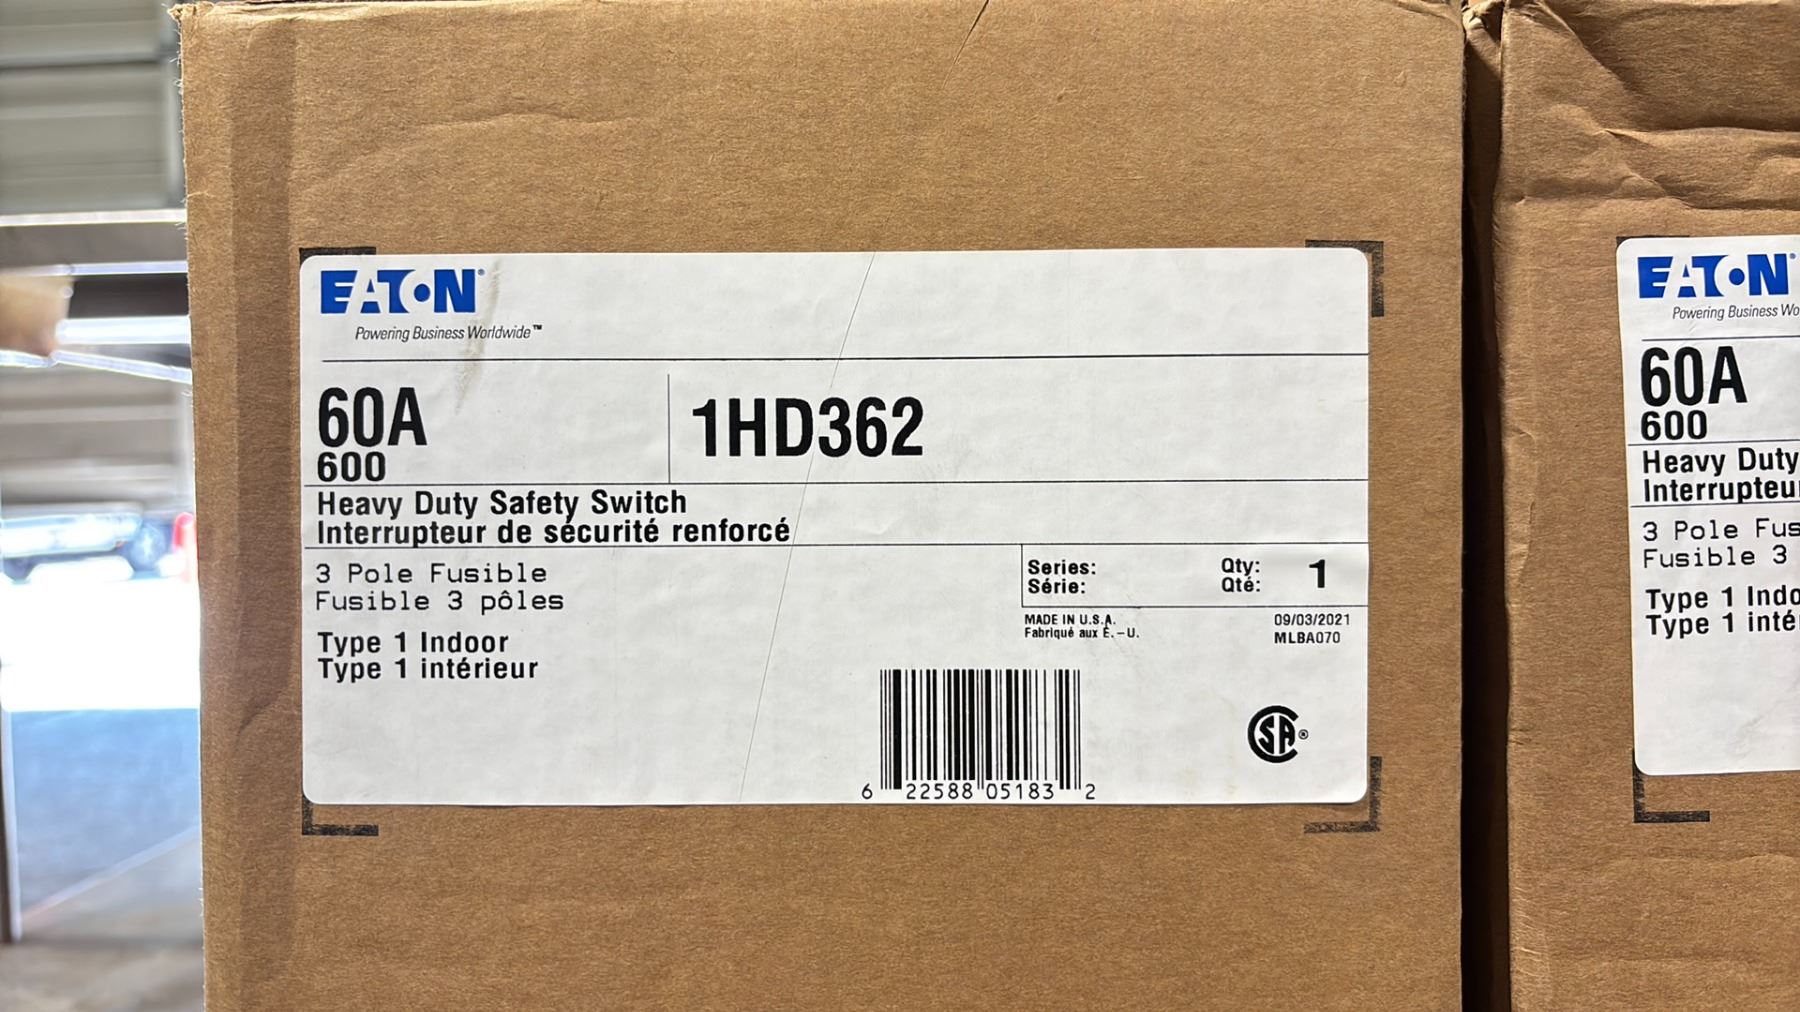 EATON®
Powering Business Worldwide™
60A
600
1HD362
Heavy Duty Safety Switch
Interrupteur de sécurité renforcé
3 Pole Fusible
Fusible 3 pôles
Type 1 Indoor
Type 1 intérieur
Series:
Série:
Qty:
Qté:
1
MADE IN U.S.A.
Fabriqué aux É.-U.
09/03/2021
MLBA070
6 22588 05183 2
SA®
EATON®
Powering Business Wo
60A
600
Heavy Duty
Interrupteu
3 Pole Fus
Fusible 3
Type 1 Indo
Type 1 inté